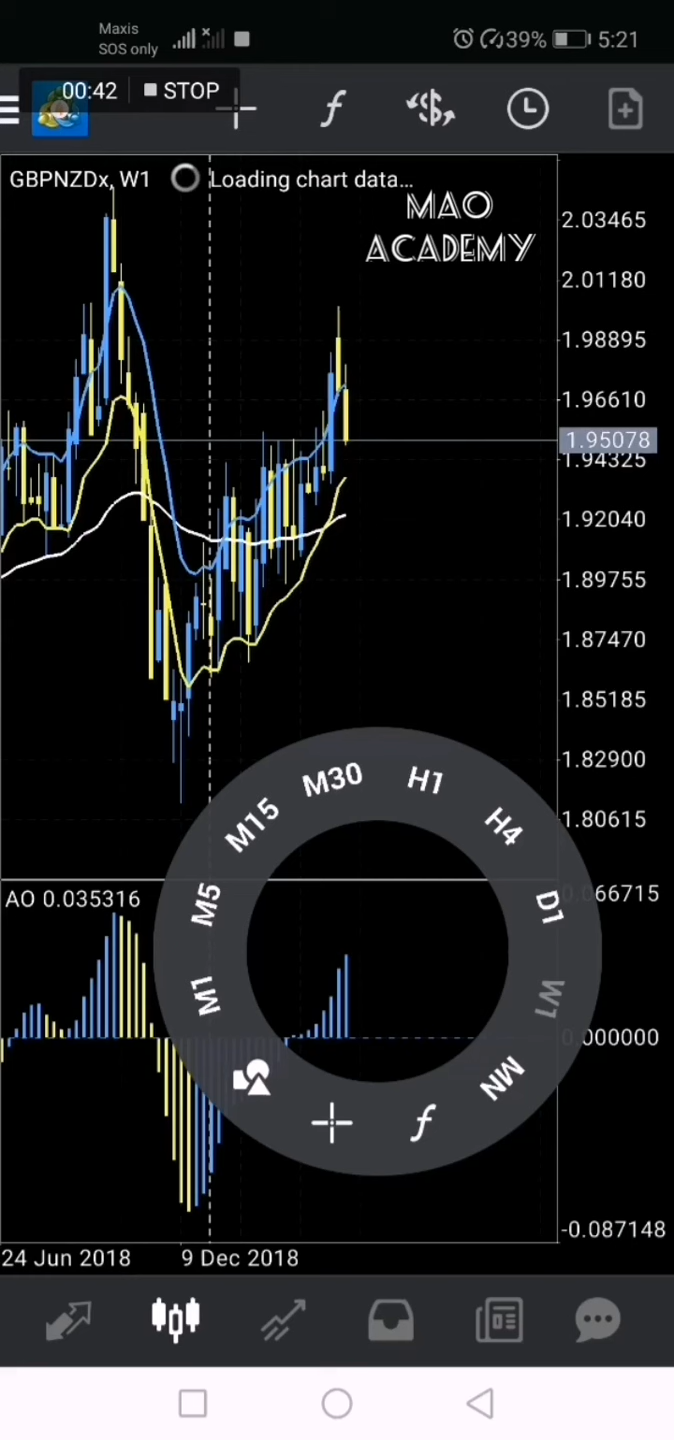 Maxis
SOS only
39%
5:21
00:42
STOP
GBPNZDx, W1
Loading chart data...
MAO
ACADEMY
2.03465
2.01180
1.98895
1.96610
1.95078
1.94325
1.92040
1.89755
1.87470
1.85185
1.82900
1.80615
M30
H1
M15
H4
AO 0.035316
M5
D1
0.066715
M1
W1
0.000000
MN
-0.087148
24 Jun 2018
9 Dec 2018